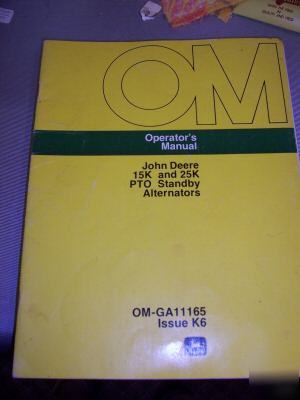 OM
Operator's
Manual
John Deere
15K and 25K
PTO Standby
Alternators
OM-GA11165
Issue K6